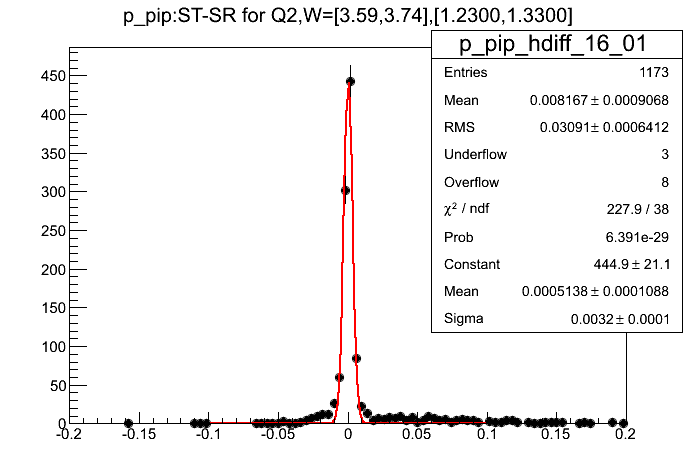 p_pip:ST-SR for Q2,W=[3.59,3.74],[1.2300,1.3300]
p_pip_hdiff_16_01
Entries 1173
Mean 0.008167 ± 0.0009068
RMS 0.03091 ± 0.0006412
Underflow 3
Overflow 8
χ² / ndf 227.9 / 38
Prob 6.391e-29
Constant 444.9 ± 21.1
Mean 0.0005138 ± 0.0001088
Sigma 0.0032 ± 0.0001
450
400
350
300
250
200
150
100
50
0
-0.2 -0.15 -0.1 -0.05 0 0.05 0.1 0.15 0.2